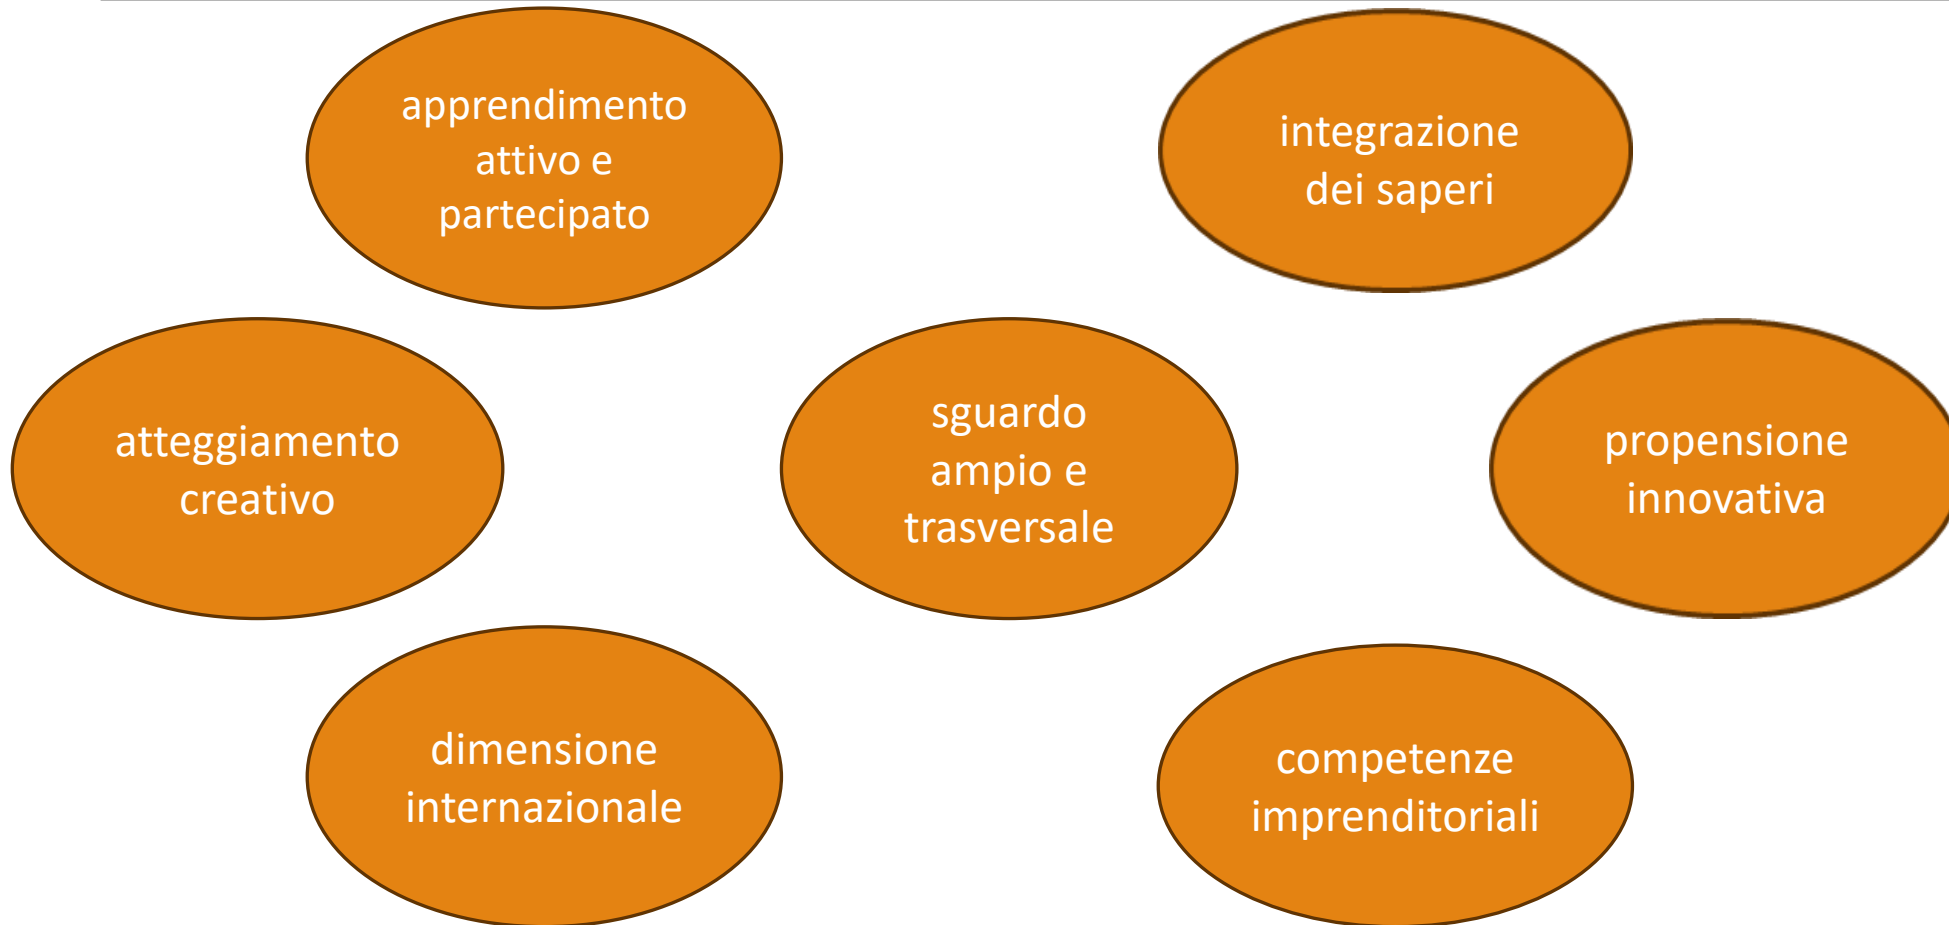 apprendimento
attivo e
partecipato
integrazione
dei saperi
atteggiamento
creativo
sguardo
ampio e
trasversale
propensione
innovativa
dimensione
internazionale
competenze
imprenditoriali